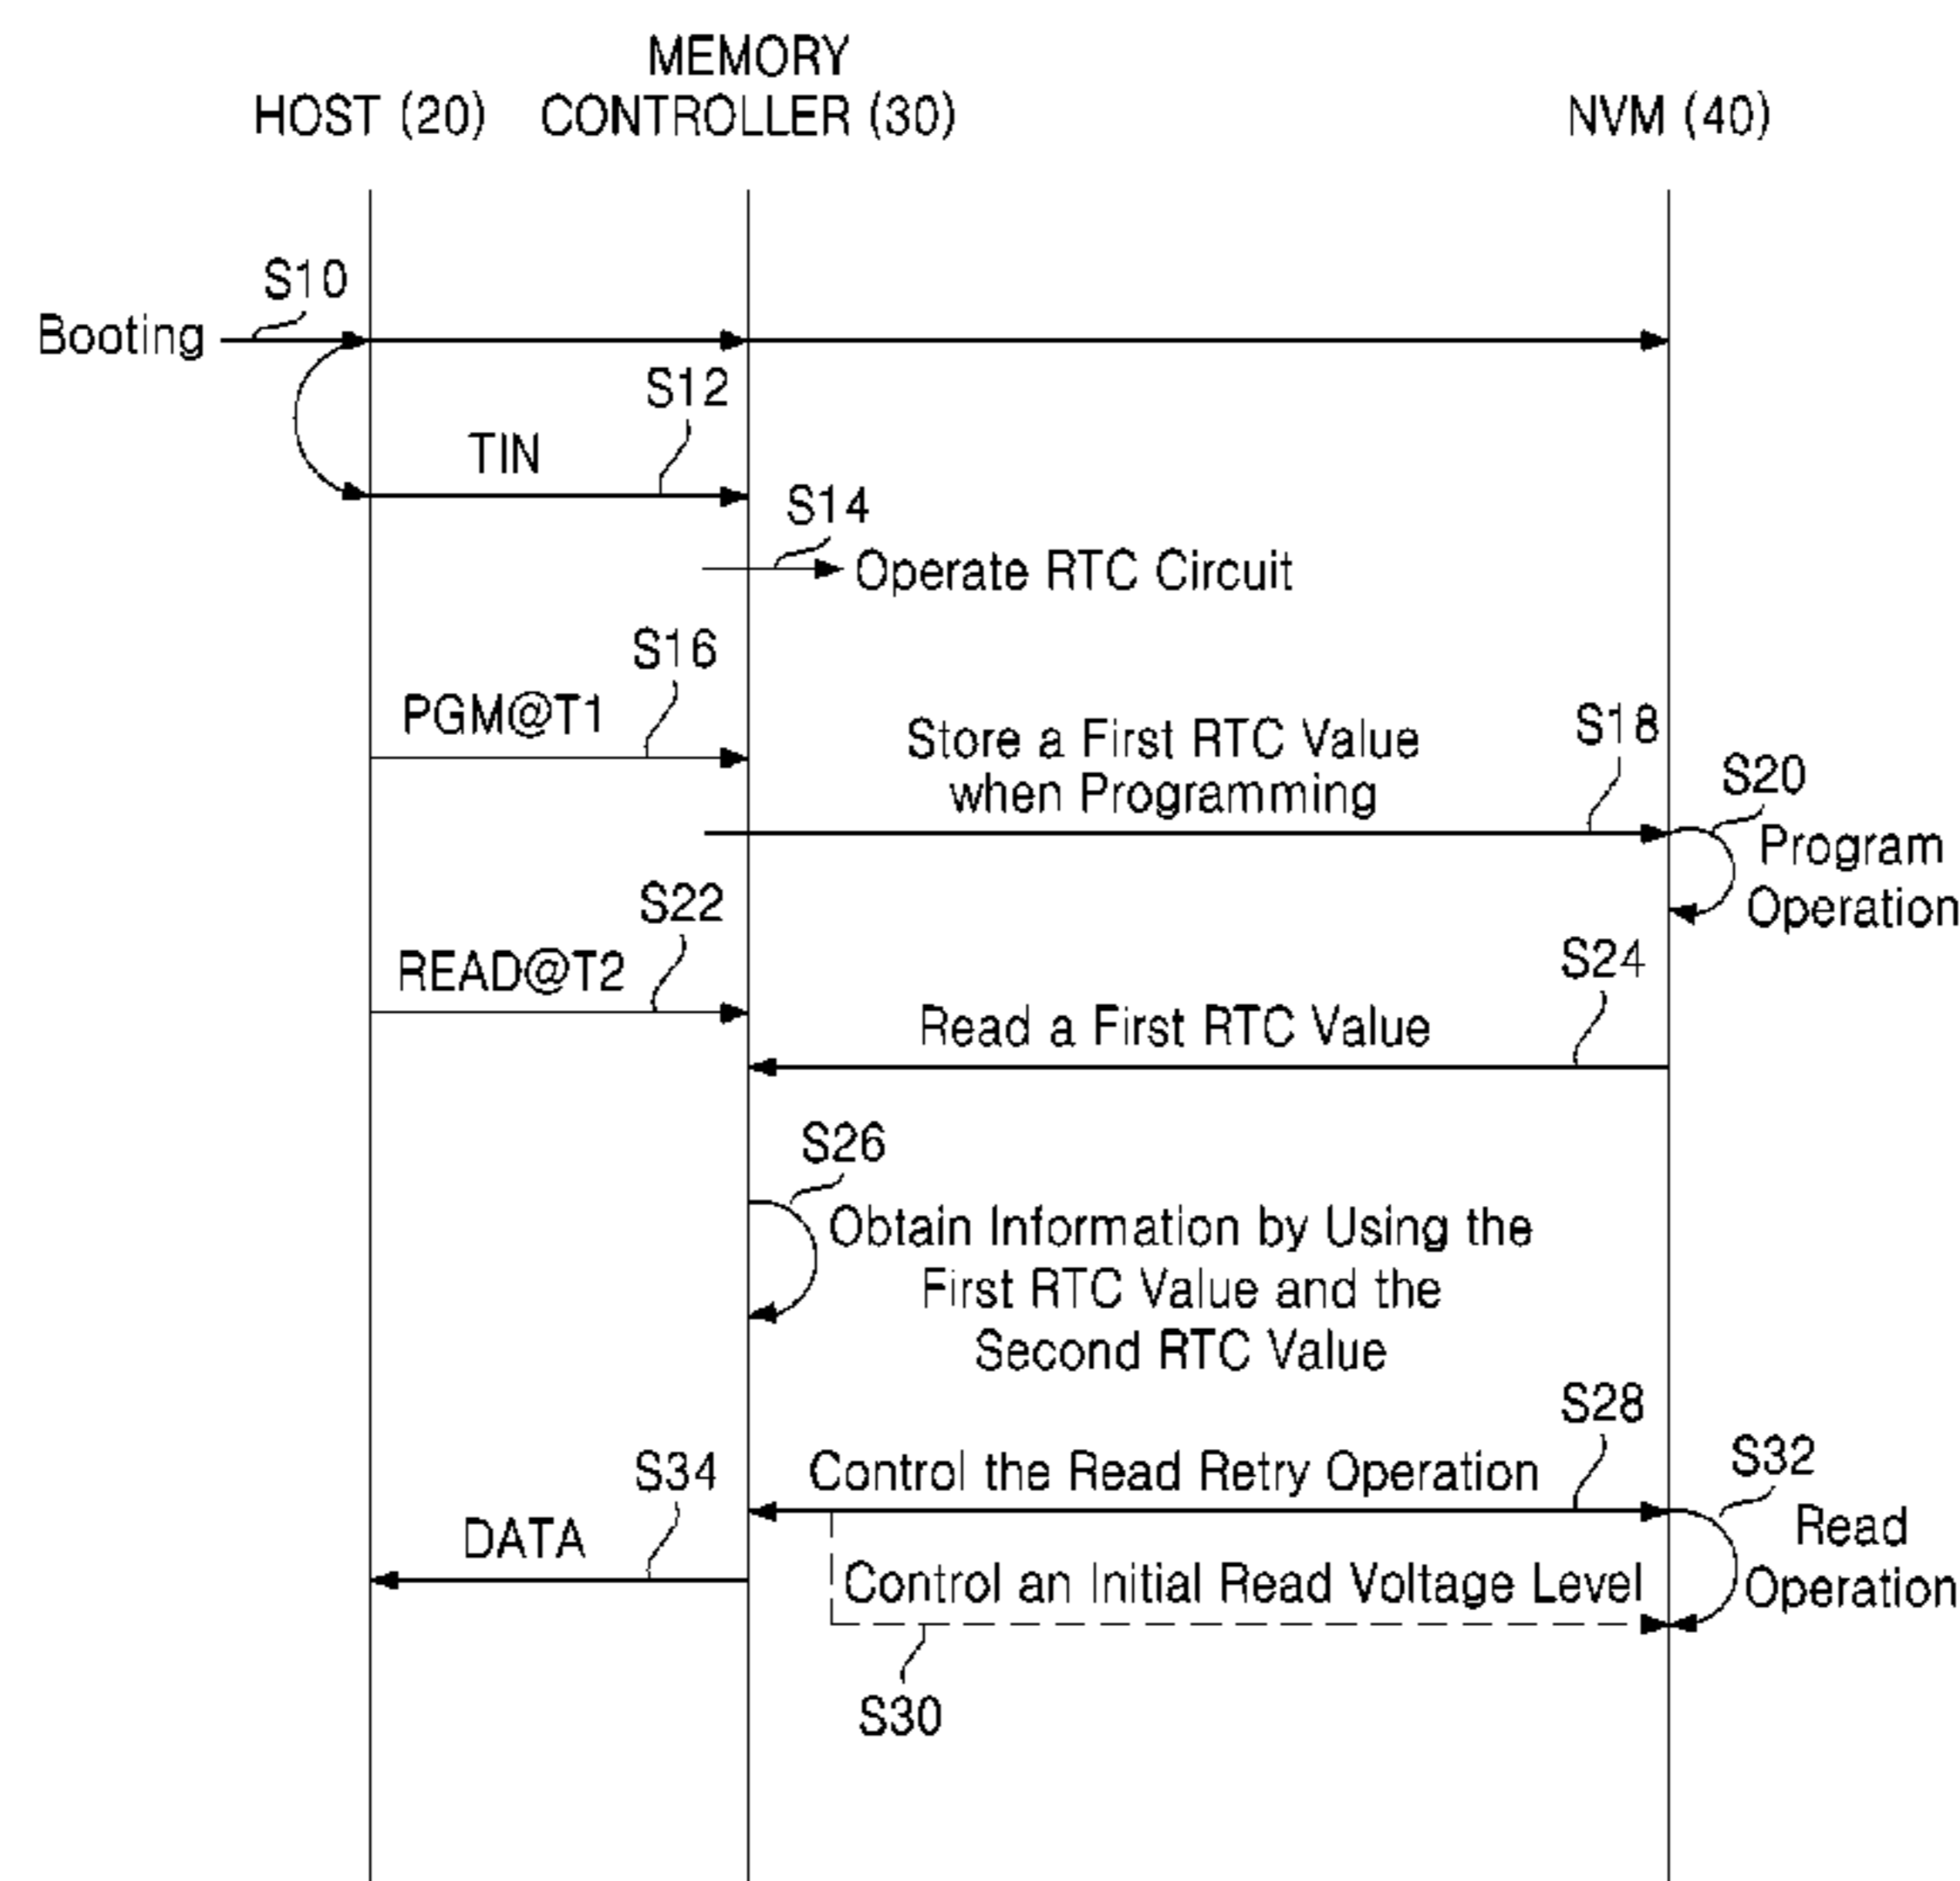 MEMORY
HOST (20) CONTROLLER (30) NVM (40)
S10
Booting
S12
TIN
S14
Operate RTC Circuit
S16
PGM@T1
Store a First RTC Value
when Programming
S18
S20
Program
Operation
S22
READ@T2
S24
Read a First RTC Value
S26
Obtain Information by Using the
First RTC Value and the
Second RTC Value
S28
Control the Read Retry Operation
S32
Read
Operation
S34
DATA
Control an Initial Read Voltage Level
S30